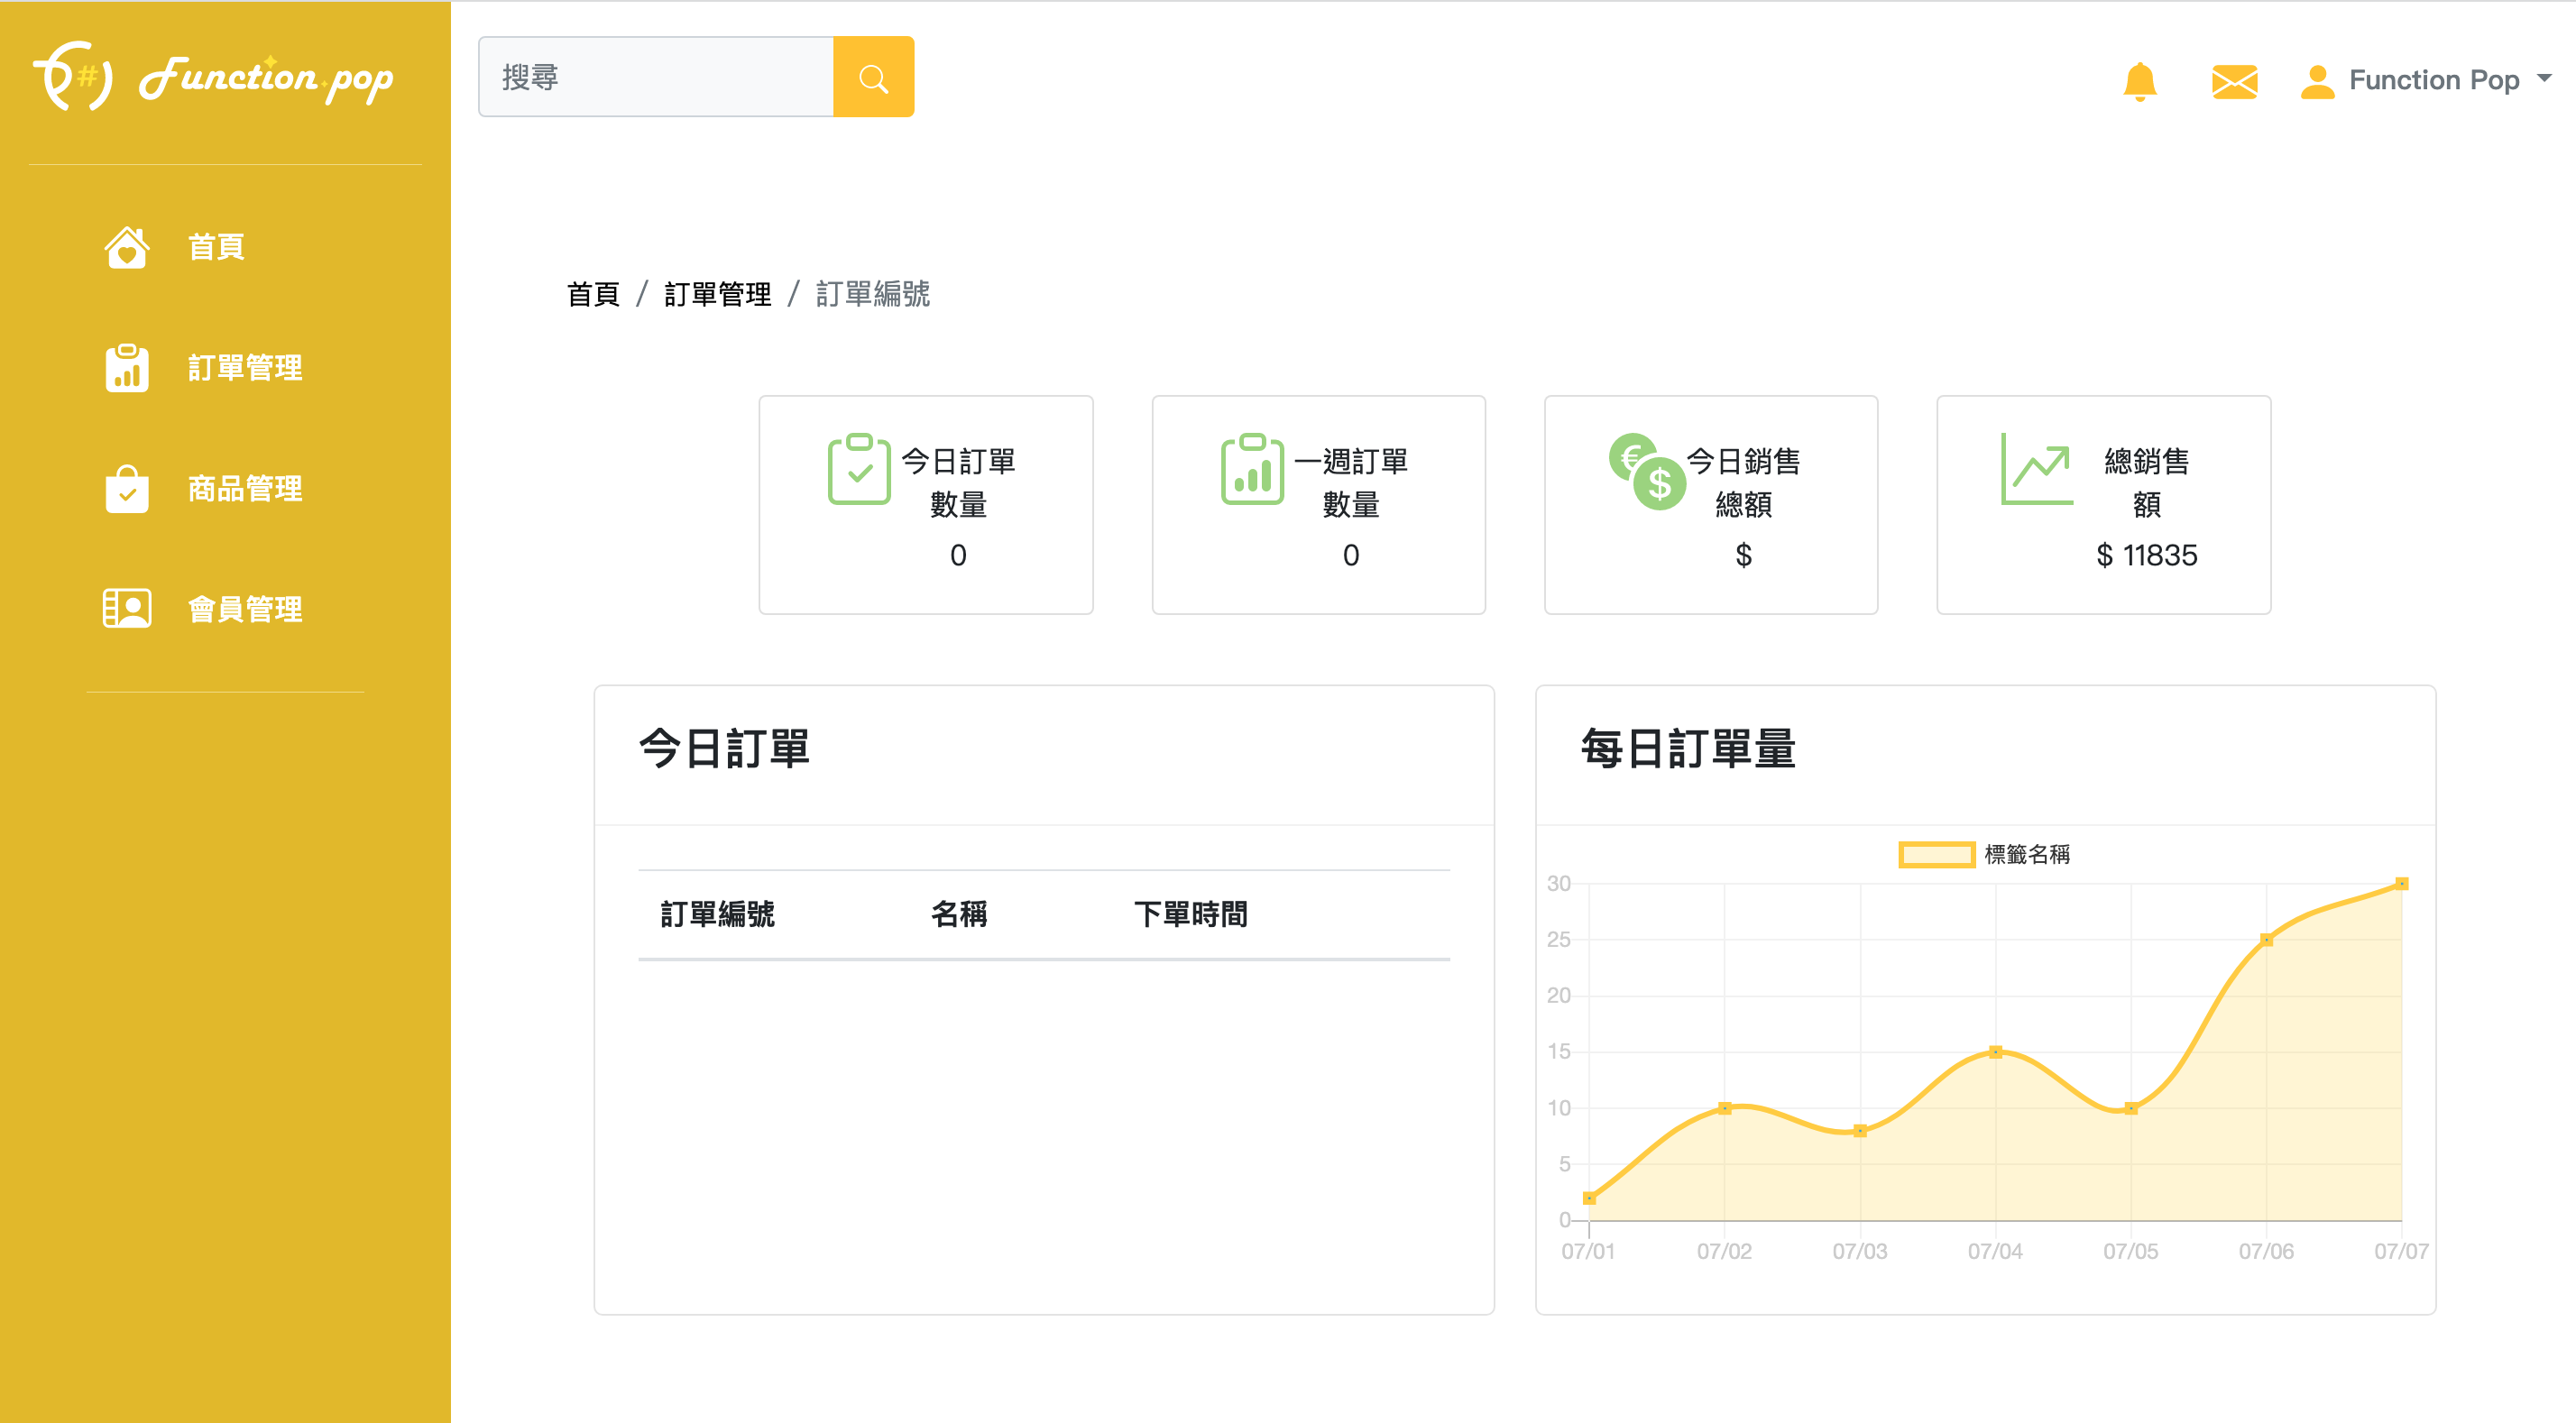 Function.pop
搜尋
Function Pop
首頁
訂單管理
商品管理
會員管理
首頁 / 訂單管理 / 訂單編號
今日訂單
數量
0
一週訂單
數量
0
今日銷售
總額
$
總銷售
額
$ 11835
今日訂單
訂單編號 名稱 下單時間
每日訂單量
標籤名稱
30
25
20
15
10
5
0
07/01 07/02 07/03 07/04 07/05 07/06 07/07